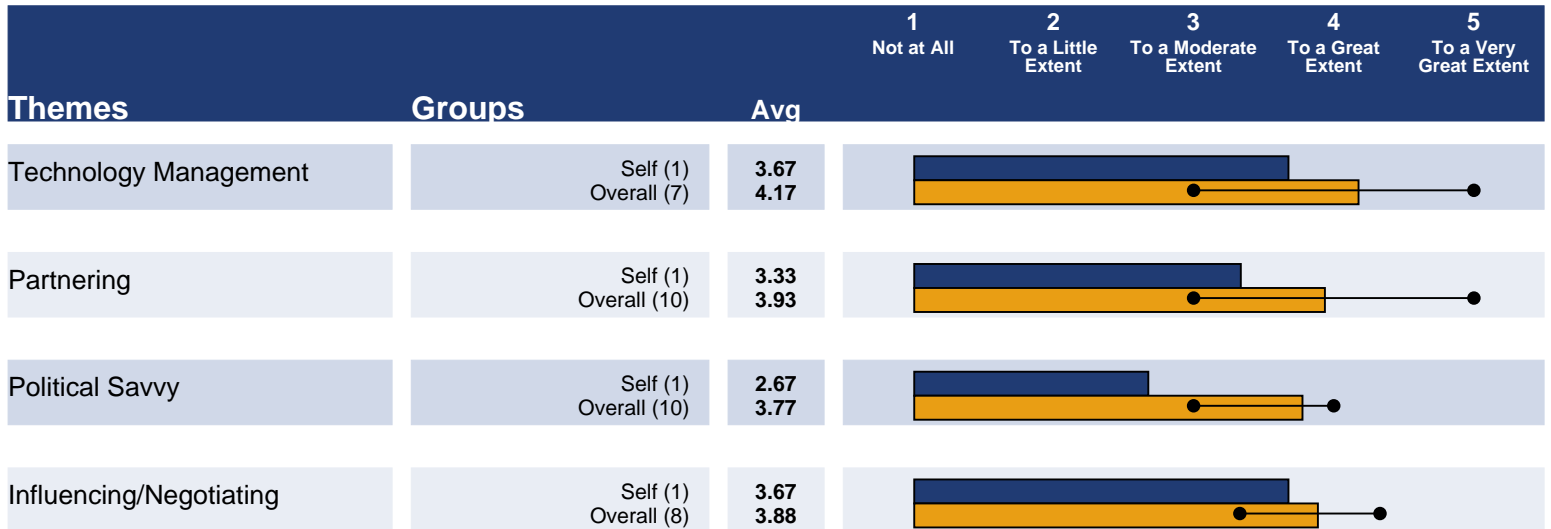 1 2 3 4 5
Not at All To a Little To a Moderate To a Great To a Very
Extent Extent Extent Great Extent
Themes Groups Avg
Technology Management Self (1) 3.67
Overall (7) 4.17
Partnering Self (1) 3.33
Overall (10) 3.93
Political Savvy Self (1) 2.67
Overall (10) 3.77
Influencing/Negotiating Self (1) 3.67
Overall (8) 3.88